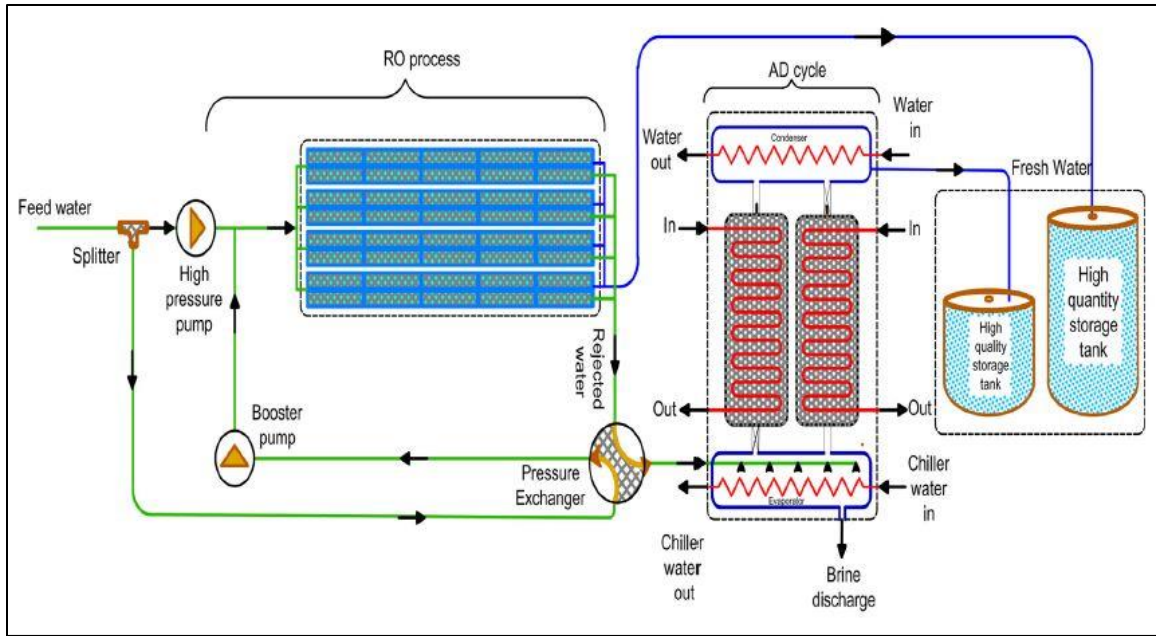 RO process
AD cycle
Water
in
Water
out
Condenser
Fresh Water
Feed water
Splitter
High
pressure
pump
In
In
High
quantity
storage
tank
High
quality
storage
tank
Rejected
water
Out
Out
Booster
pump
Pressure
Exchanger
Chiller
water
in
Evaporator
Chiller
water
out
Brine
discharge